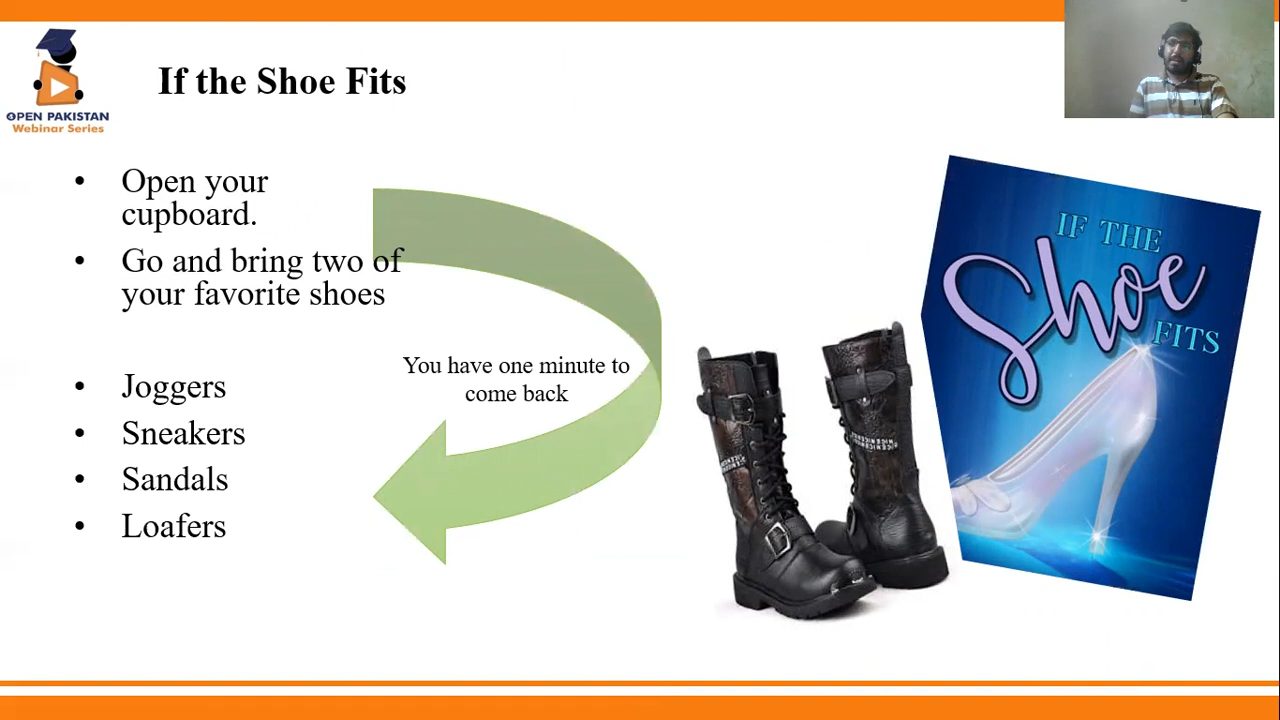 If the Shoe Fits
OPEN PAKISTAN
Webinar Series
• Open your
cupboard.
• Go and bring two of
your favorite shoes
You have one minute to
come back
• Joggers
• Sneakers
• Sandals
• Loafers
IF THE
Shoe
FITS